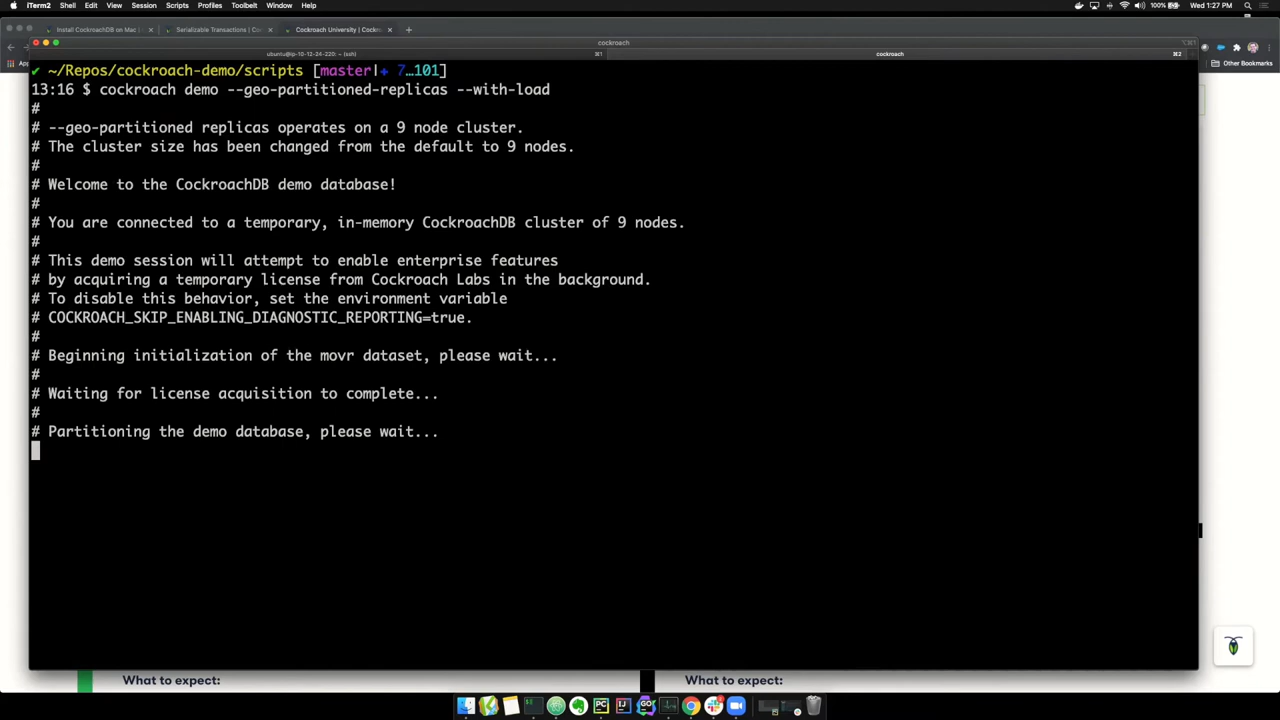 iTerm2 Shell Edit View Session Scripts Profiles Toolbelt Window Help 100% Wed 1:27 PM
Install CockroachDB on Mac | Serializable Transactions | Co Cockroach University | Cockro
Other Bookmarks
cockroach
ubuntu@ip-10-12-24-220: ~ (ssh) ⌘1 cockroach ⌘2
✔ ~/Repos/cockroach-demo/scripts [master|✚ 7…101]
13:16 $ cockroach demo --geo-partitioned-replicas --with-load
#
# --geo-partitioned replicas operates on a 9 node cluster.
# The cluster size has been changed from the default to 9 nodes.
#
# Welcome to the CockroachDB demo database!
#
# You are connected to a temporary, in-memory CockroachDB cluster of 9 nodes.
#
# This demo session will attempt to enable enterprise features
# by acquiring a temporary license from Cockroach Labs in the background.
# To disable this behavior, set the environment variable
# COCKROACH_SKIP_ENABLING_DIAGNOSTIC_REPORTING=true.
#
# Beginning initialization of the movr dataset, please wait...
#
# Waiting for license acquisition to complete...
#
# Partitioning the demo database, please wait...
What to expect: What to expect:
PC GO